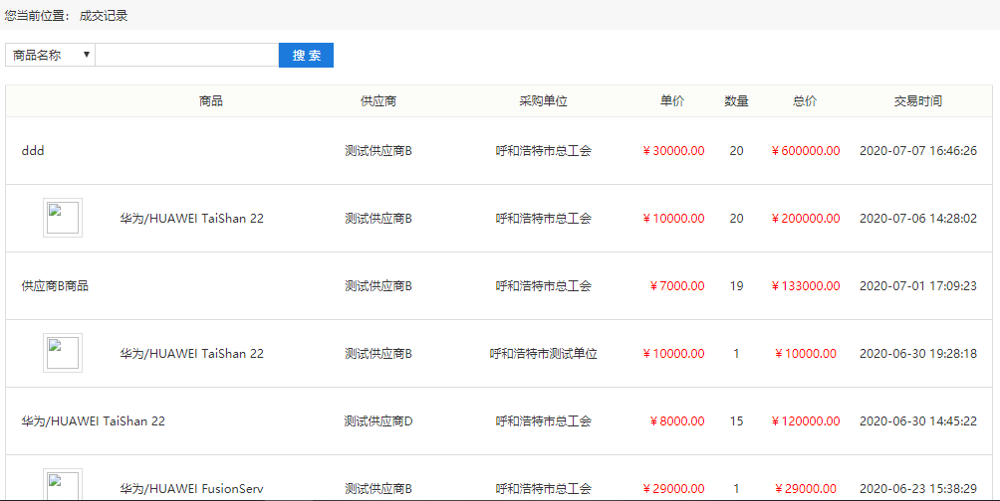 您当前位置： 成交记录
商品名称 搜 索
商品 供应商 采购单位 单价 数量 总价 交易时间
ddd 测试供应商B 呼和浩特市总工会 ￥30000.00 20 ￥600000.00 2020-07-07 16:46:26
华为/HUAWEI TaiShan 22 测试供应商B 呼和浩特市总工会 ￥10000.00 20 ￥200000.00 2020-07-06 14:28:02
供应商B商品 测试供应商B 呼和浩特市总工会 ￥7000.00 19 ￥133000.00 2020-07-01 17:09:23
华为/HUAWEI TaiShan 22 测试供应商B 呼和浩特市测试单位 ￥10000.00 1 ￥10000.00 2020-06-30 19:28:18
华为/HUAWEI TaiShan 22 测试供应商D 呼和浩特市总工会 ￥8000.00 15 ￥120000.00 2020-06-30 14:45:22
华为/HUAWEI FusionServ 测试供应商B 呼和浩特市总工会 ￥29000.00 1 ￥29000.00 2020-06-23 15:38:29